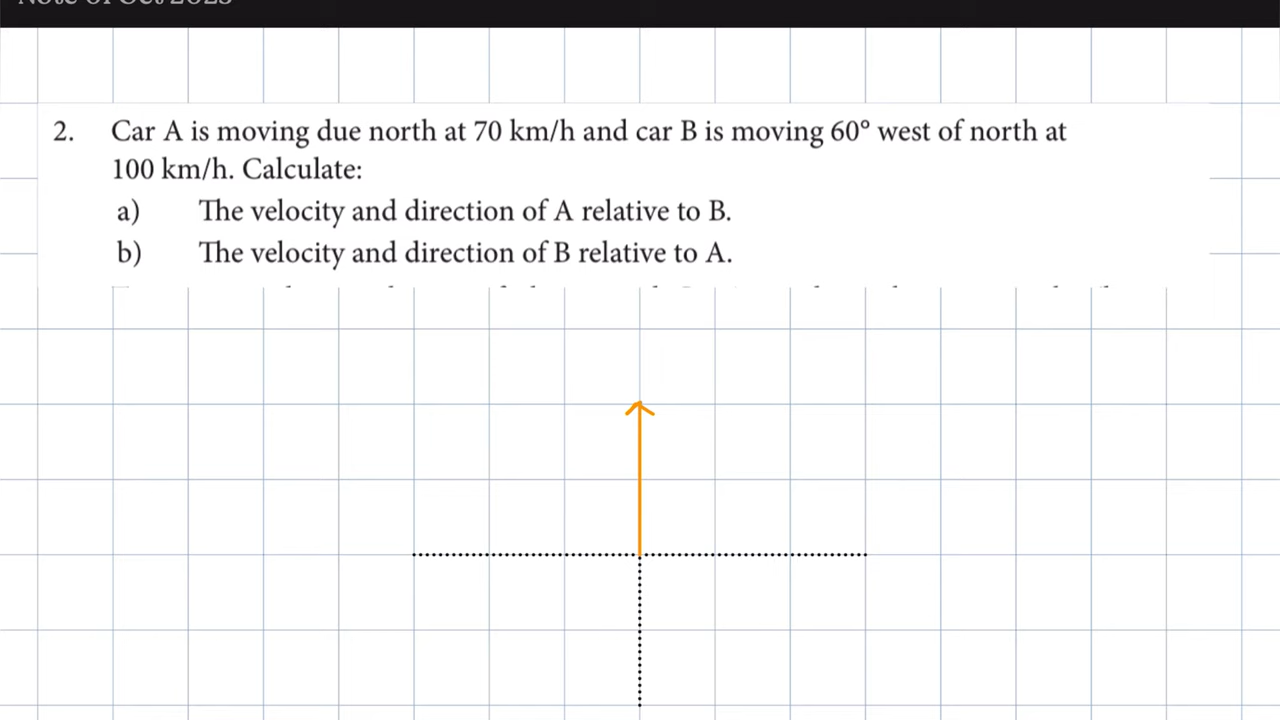 2. Car A is moving due north at 70 km/h and car B is moving 60° west of north at
100 km/h. Calculate:
a) The velocity and direction of A relative to B.
b) The velocity and direction of B relative to A.